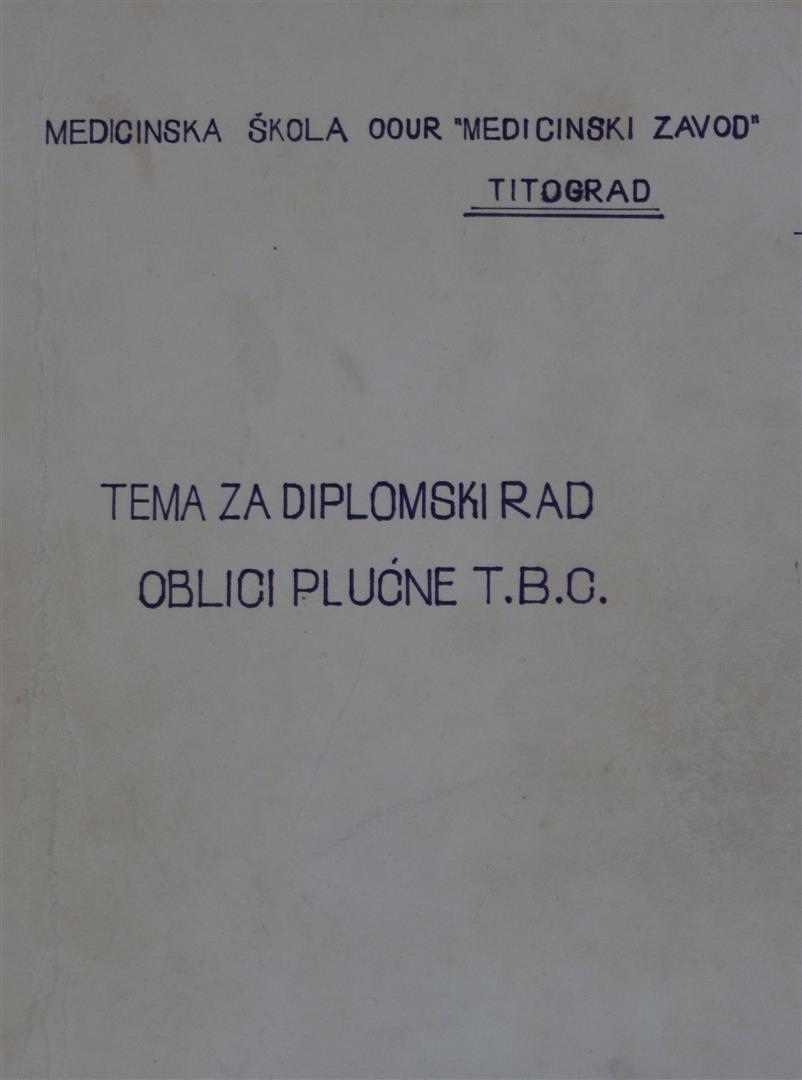 MEDICINSKA ŠKOLA OOUR "MEDICINSKI ZAVOD"
TITOGRAD
TEMA ZA DIPLOMSKI RAD
OBLICI PLUĆNE T.B.C.